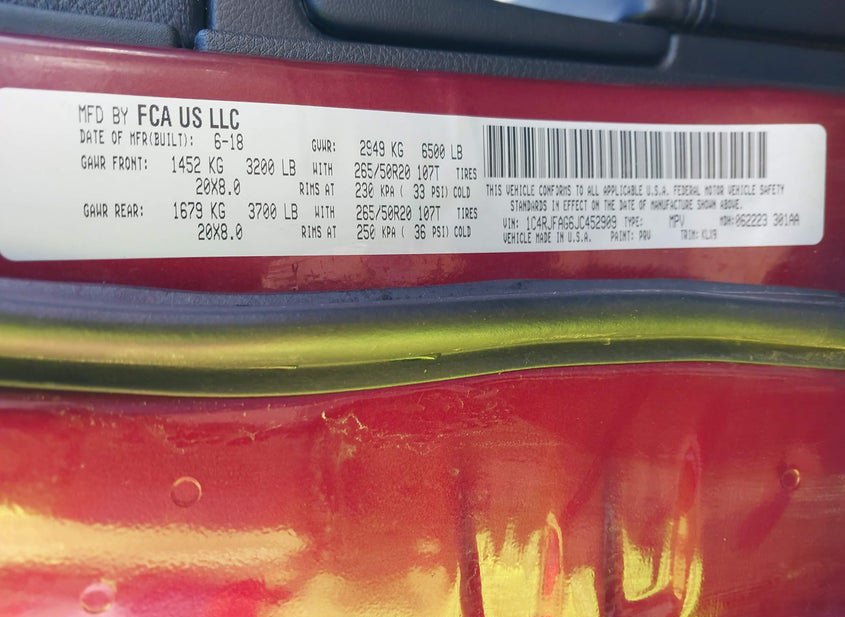 MFD BY FCA US LLC
DATE OF MFR(BUILT): 6-18 GVWR: 2949 KG 6500 LB
GAWR FRONT: 1452 KG 3200 LB WITH 265/50R20 107T TIRES
20X8.0 RIMS AT 230 KPA ( 33 PSI) COLD
GAWR REAR: 1679 KG 3700 LB WITH 265/50R20 107T TIRES
20X8.0 RIMS AT 250 KPA ( 36 PSI) COLD
THIS VEHICLE CONFORMS TO ALL APPLICABLE U.S.A. FEDERAL MOTOR VEHICLE SAFETY
STANDARDS IN EFFECT ON THE DATE OF MANUFACTURE SHOWN ABOVE.
VIN: 1C4RJFAG6JC452909 TYPE: MPV MDH: 062223 301AA
VEHICLE MADE IN U.S.A. PAINT: PRV TRIM: KLX9